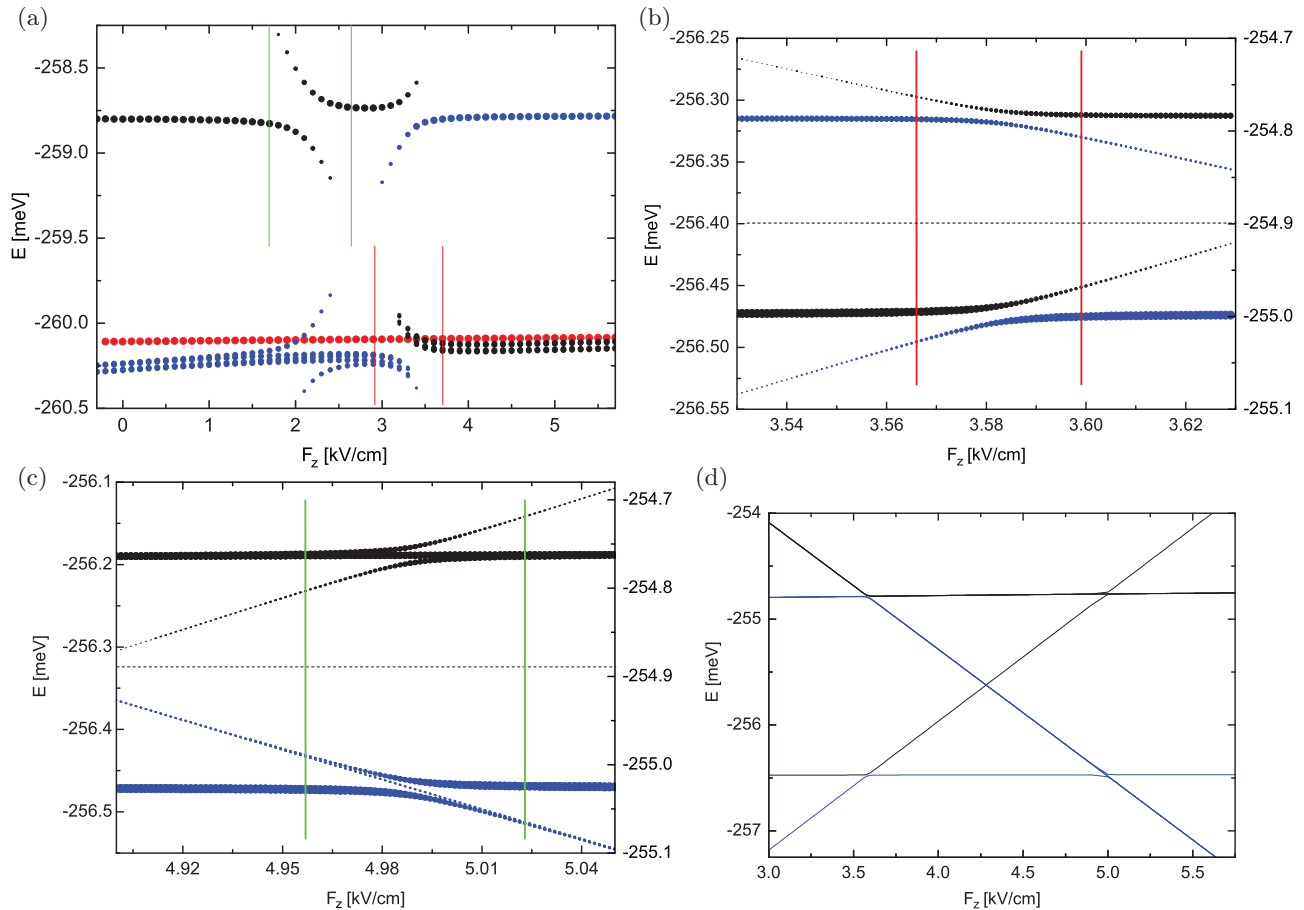 (a)
-258.5
-259.0
-259.5
-260.0
-260.5
E [meV]
0 1 2 3 4 5
F_z [kV/cm]
(b)
-256.25
-256.30
-256.35
-256.40
-256.45
-256.50
-256.55
E [meV]
-254.7
-254.8
-254.9
-255.0
-255.1
3.54 3.56 3.58 3.60 3.62
F_z [kV/cm]
(c)
-256.1
-256.2
-256.3
-256.4
-256.5
E [meV]
-254.7
-254.8
-254.9
-255.0
-255.1
4.92 4.96 4.98 5.02 5.04
F_z [kV/cm]
(d)
-254
-255
-254
-256
-257
E [meV]
3.0 3.5 4.0 4.5 5.0 5.5
F_z [kV/cm]